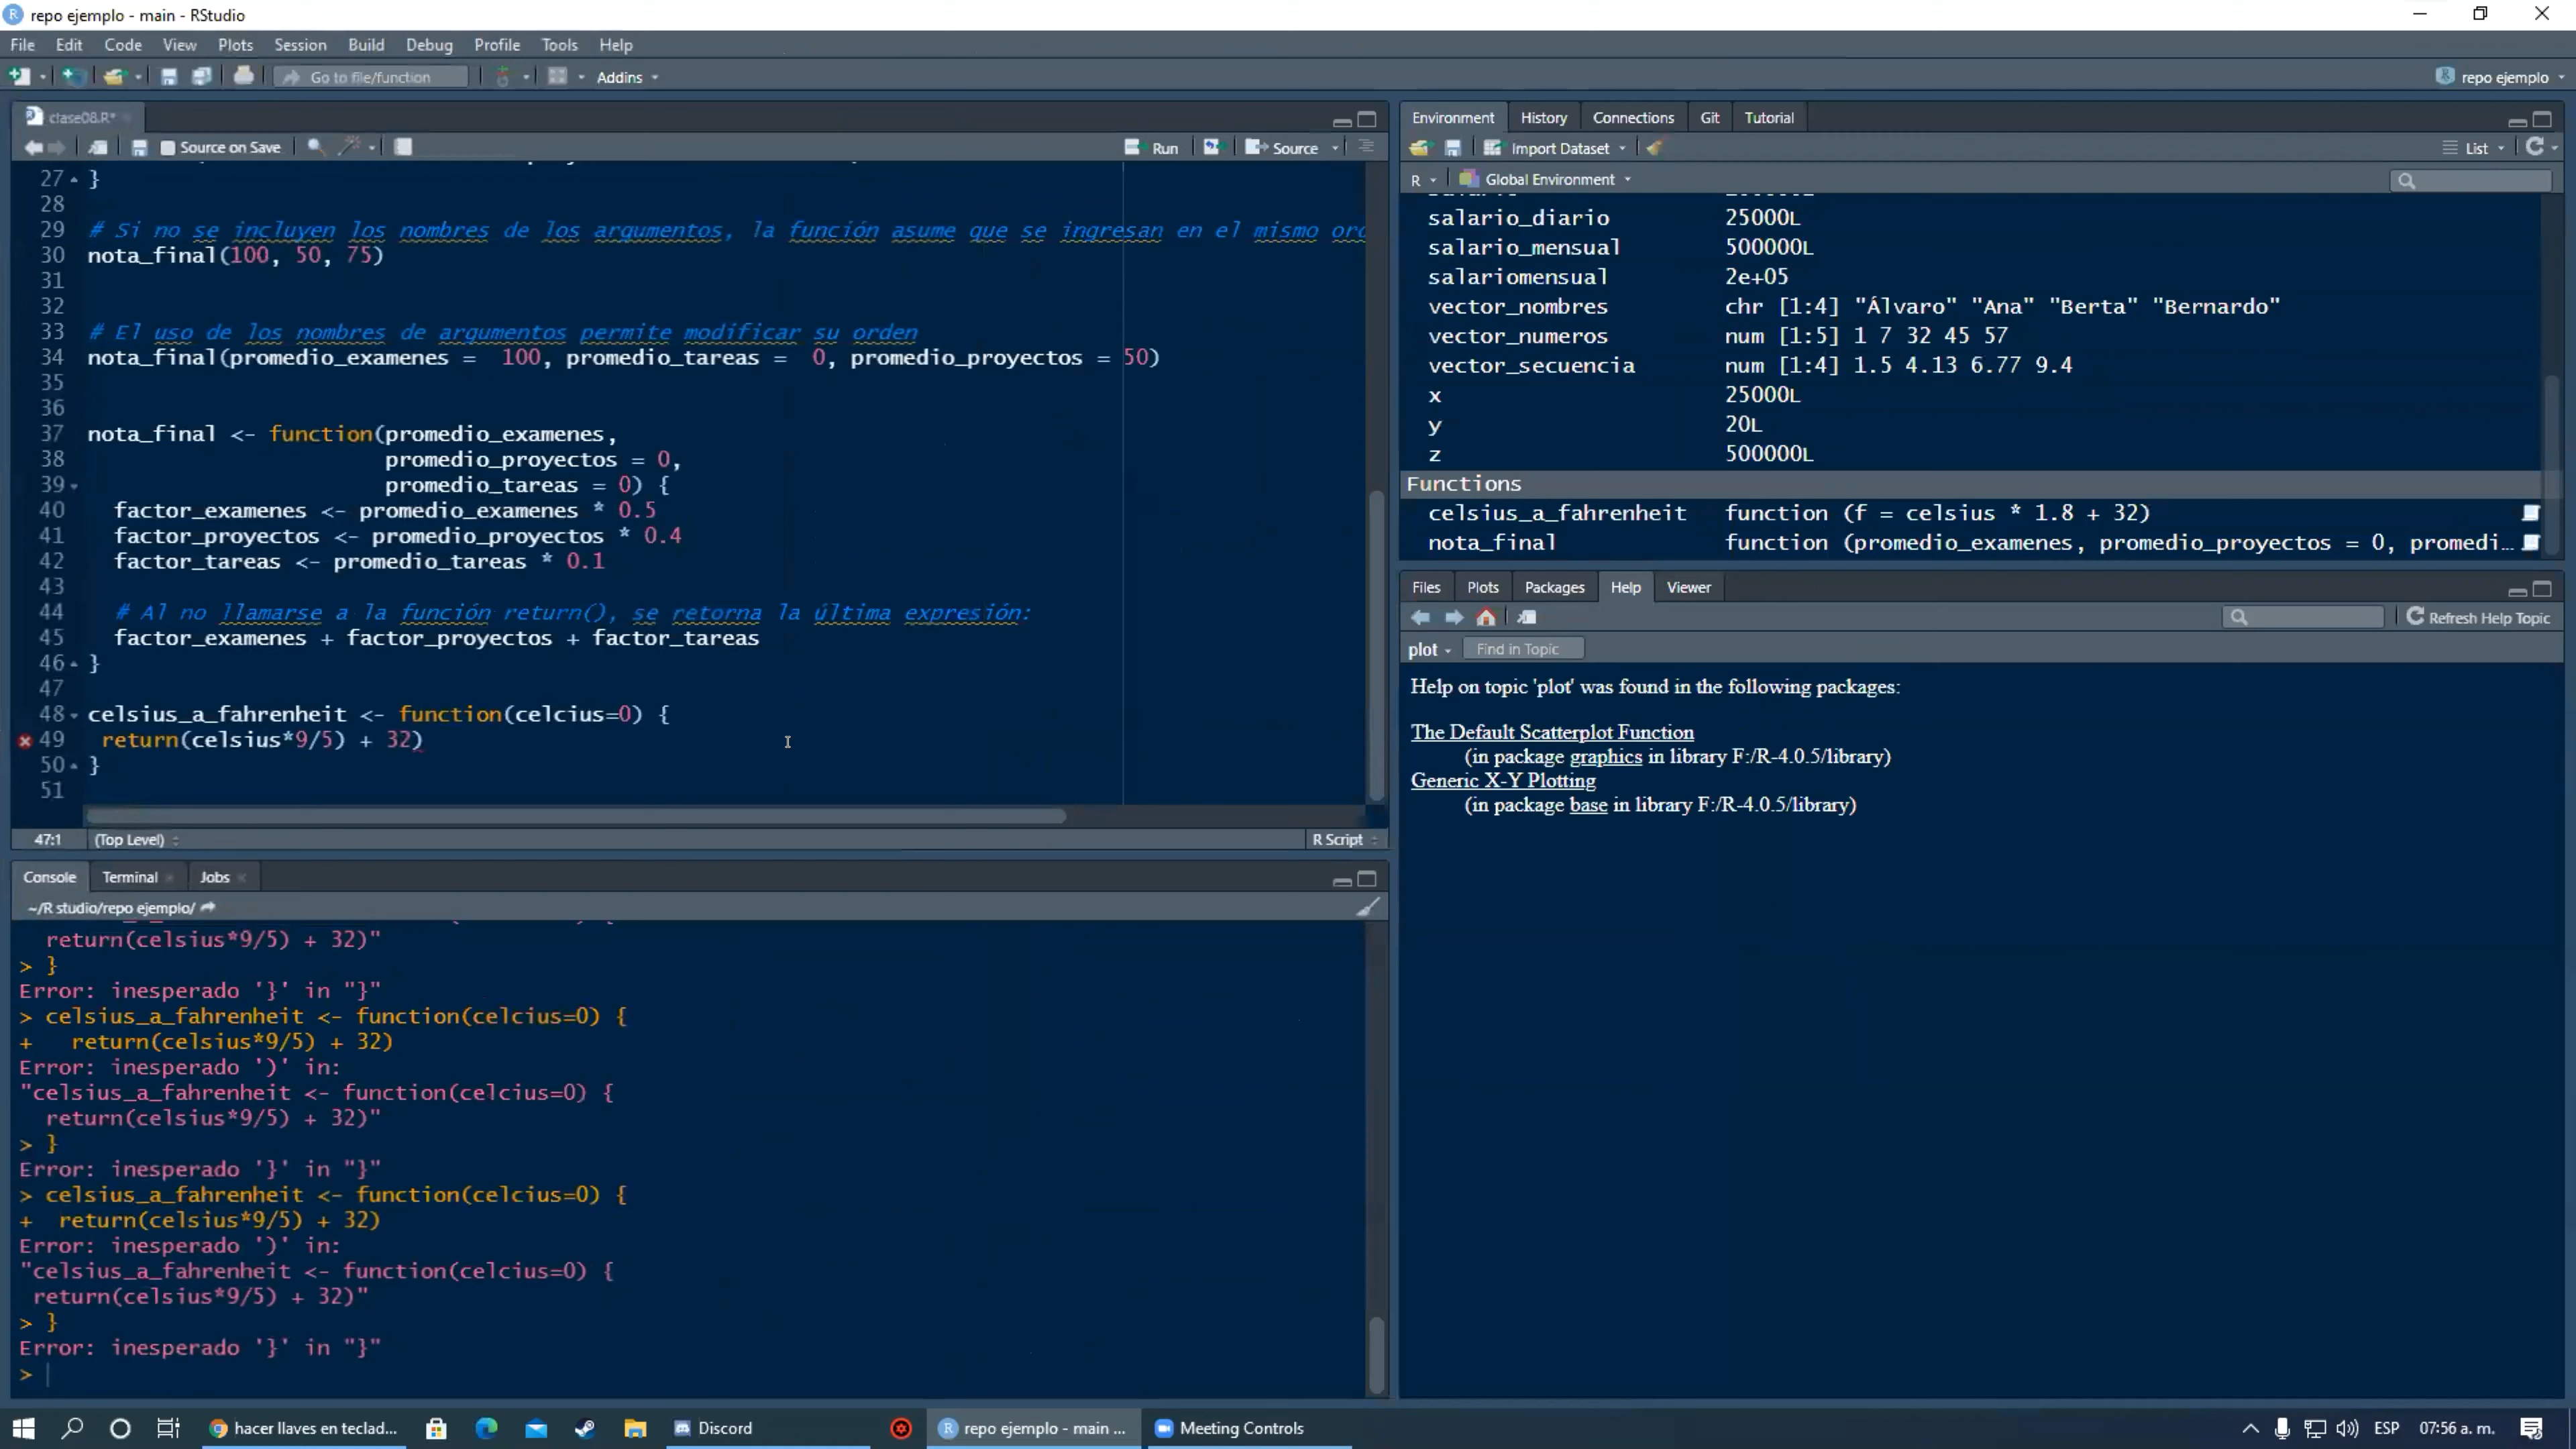 repo ejemplo - main - RStudio
File Edit Code View Plots Session Build Debug Profile Tools Help
Go to file/function Addins repo ejemplo
clase08.R*
Source on Save Run Source
27 }
28
29 # Si no se incluyen los nombres de los argumentos, la función asume que se ingresan en el mismo orc
30 nota_final(100, 50, 75)
31
32
33 # El uso de los nombres de argumentos permite modificar su orden
34 nota_final(promedio_examenes =  100, promedio_tareas =  0, promedio_proyectos = 50)
35
36
37 nota_final <- function(promedio_examenes,
38 promedio_proyectos = 0,
39 promedio_tareas = 0) {
40 factor_examenes <- promedio_examenes * 0.5
41 factor_proyectos <- promedio_proyectos * 0.4
42 factor_tareas <- promedio_tareas * 0.1
43
44 # Al no llamarse a la función return(), se retorna la última expresión:
45 factor_examenes + factor_proyectos + factor_tareas
46 }
47
48 celsius_a_fahrenheit <- function(celcius=0) {
49 return(celsius*9/5) + 32)
50 }
51
47:1 (Top Level) R Script
Console Terminal Jobs
~/R studio/repo ejemplo/
return(celsius*9/5) + 32)"
> }
Error: inesperado '}' in "}"
> celsius_a_fahrenheit <- function(celcius=0) {
+   return(celsius*9/5) + 32)
Error: inesperado ')' in:
"celsius_a_fahrenheit <- function(celcius=0) {
return(celsius*9/5) + 32)"
> }
Error: inesperado '}' in "}"
> celsius_a_fahrenheit <- function(celcius=0) {
+  return(celsius*9/5) + 32)
Error: inesperado ')' in:
"celsius_a_fahrenheit <- function(celcius=0) {
return(celsius*9/5) + 32)"
> }
Error: inesperado '}' in "}"
>
Environment History Connections Git Tutorial
Import Dataset List
R Global Environment
salario_diario 25000L
salario_mensual 500000L
salariomensual 2e+05
vector_nombres chr [1:4] "Álvaro" "Ana" "Berta" "Bernardo"
vector_numeros num [1:5] 1 7 32 45 57
vector_secuencia num [1:4] 1.5 4.13 6.77 9.4
x 25000L
y 20L
z 500000L
Functions
celsius_a_fahrenheit function (f = celsius * 1.8 + 32)
nota_final function (promedio_examenes, promedio_proyectos = 0, promedi…
Files Plots Packages Help Viewer
Refresh Help Topic
plot Find in Topic
Help on topic 'plot' was found in the following packages:
The Default Scatterplot Function
(in package graphics in library F:/R-4.0.5/library)
Generic X-Y Plotting
(in package base in library F:/R-4.0.5/library)
hacer llaves en teclad... Discord repo ejemplo - main ... Meeting Controls ESP 07:56 a. m.